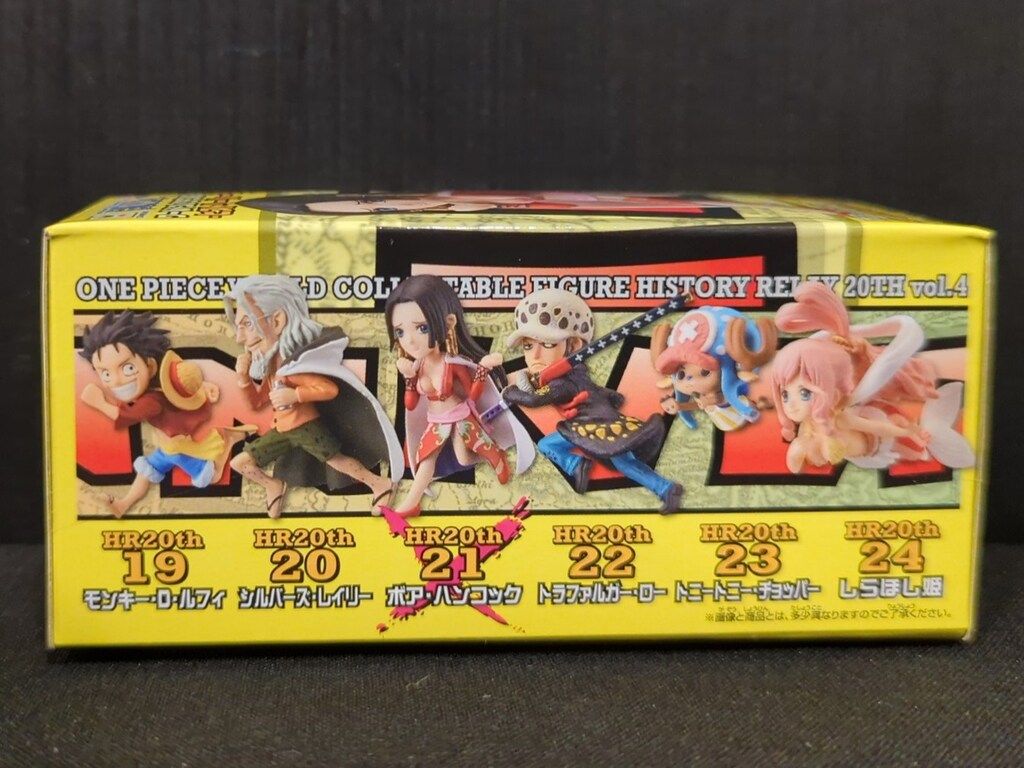 ONE PIECE WORLD COLLECTABLE FIGURE HISTORY RELAY 20TH vol.4
HR20th HR20th HR20th HR20th HR20th HR20th
19 20 21 22 23 24
モンキー・D・ルフィ シルバーズ・レイリー ボア・ハンコック トラファルガー・ロー トニートニー・チョッパー しらほし姫
※画像と商品とは、多少異なりますのでご了承ください。